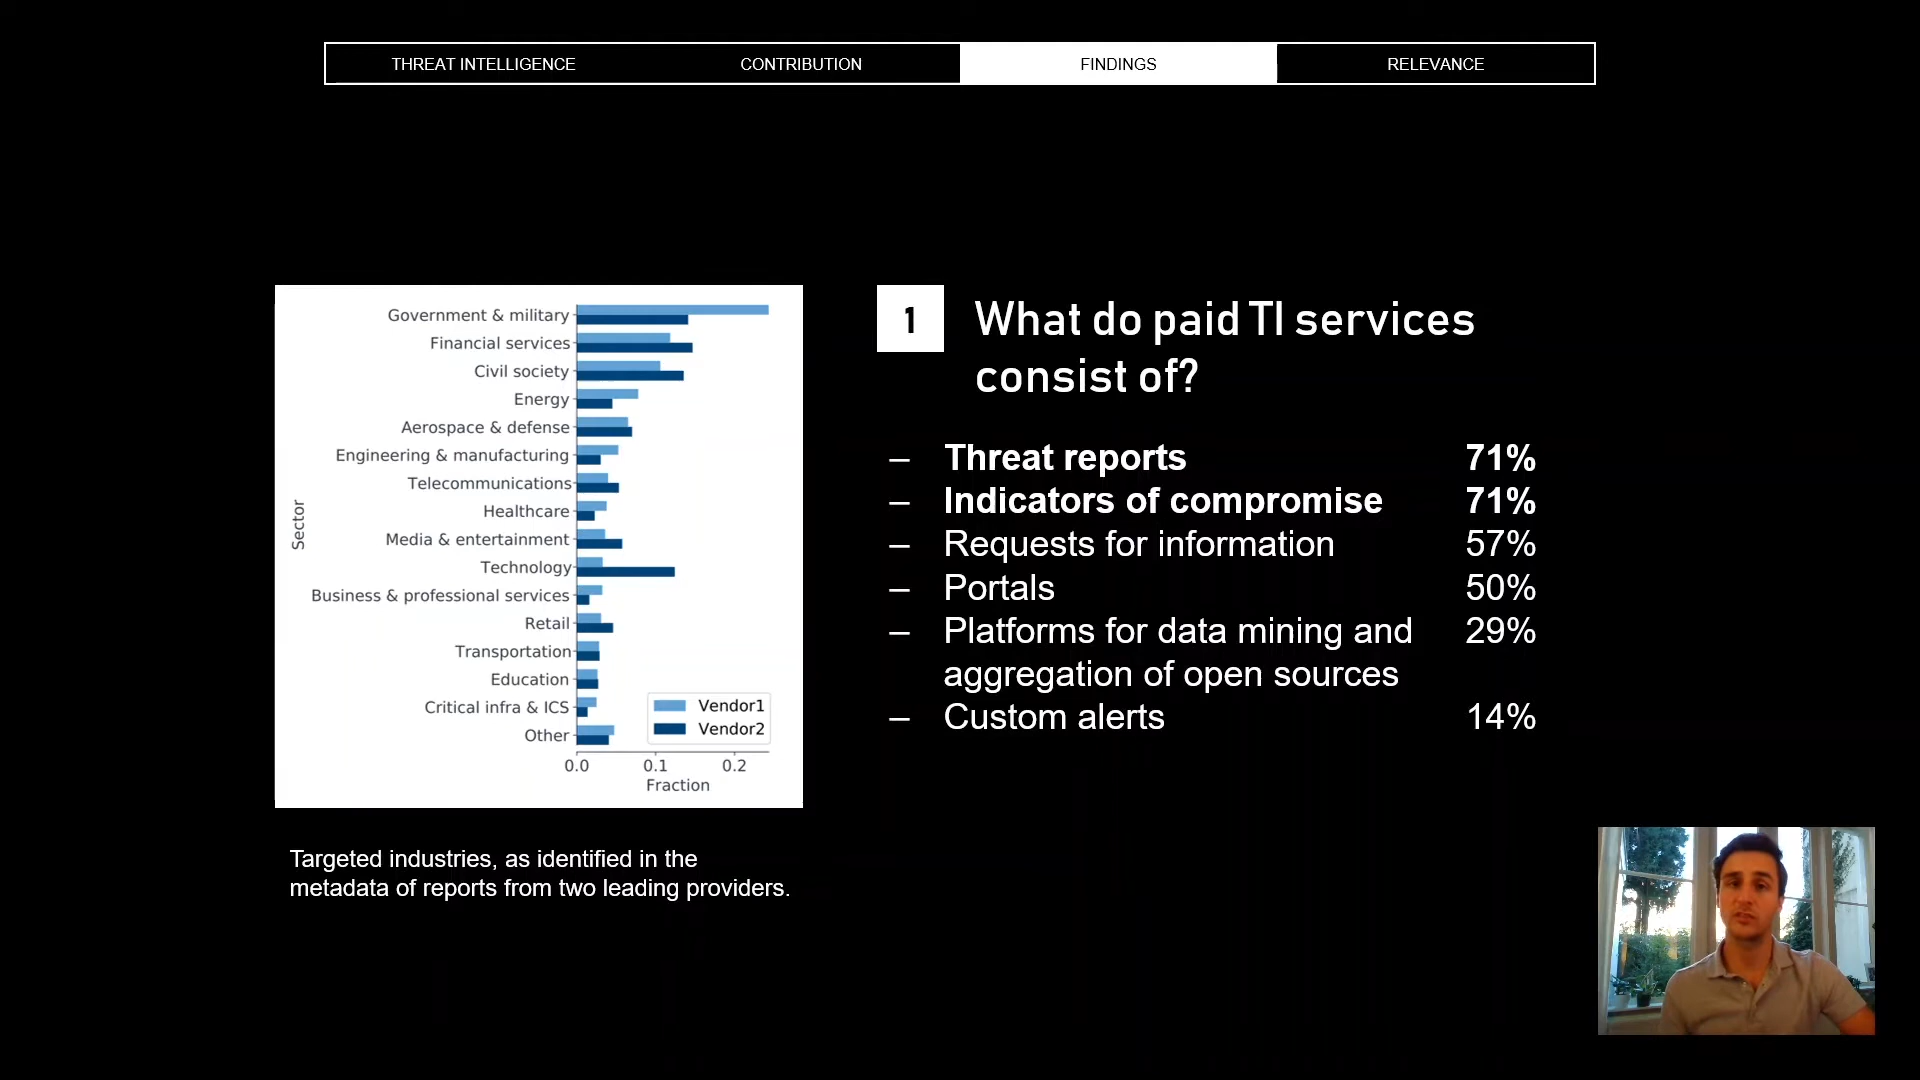 THREAT INTELLIGENCE
CONTRIBUTION
FINDINGS
RELEVANCE
Government & military
Financial services
Civil society
Energy
Aerospace & defense
Engineering & manufacturing
Telecommunications
Healthcare
Media & entertainment
Technology
Business & professional services
Retail
Transportation
Education
Critical infra & ICS
Other
Sector
Vendor1
Vendor2
0.0 0.1 0.2
Fraction
Targeted industries, as identified in the
metadata of reports from two leading providers.
1 What do paid TI services
consist of?
– Threat reports 71%
– Indicators of compromise 71%
– Requests for information 57%
– Portals 50%
– Platforms for data mining and 29%
aggregation of open sources
– Custom alerts 14%